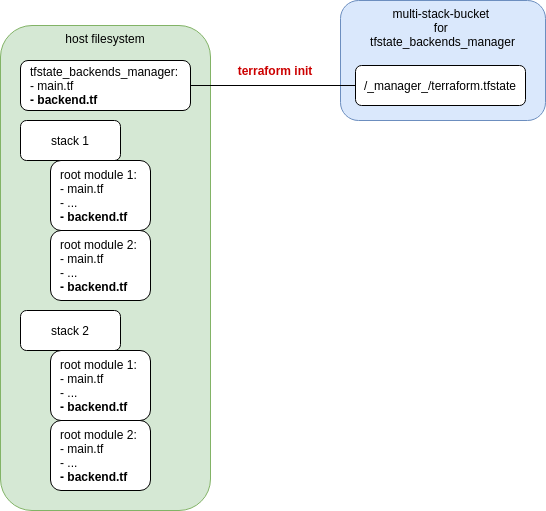 host filesystem
tfstate_backends_manager:
- main.tf
- backend.tf
stack 1
root module 1:
- main.tf
- ...
- backend.tf
root module 2:
- main.tf
- ...
- backend.tf
stack 2
root module 1:
- main.tf
- ...
- backend.tf
root module 2:
- main.tf
- ...
- backend.tf
terraform init
multi-stack-bucket
for
tfstate_backends_manager
/_manager_/terraform.tfstate